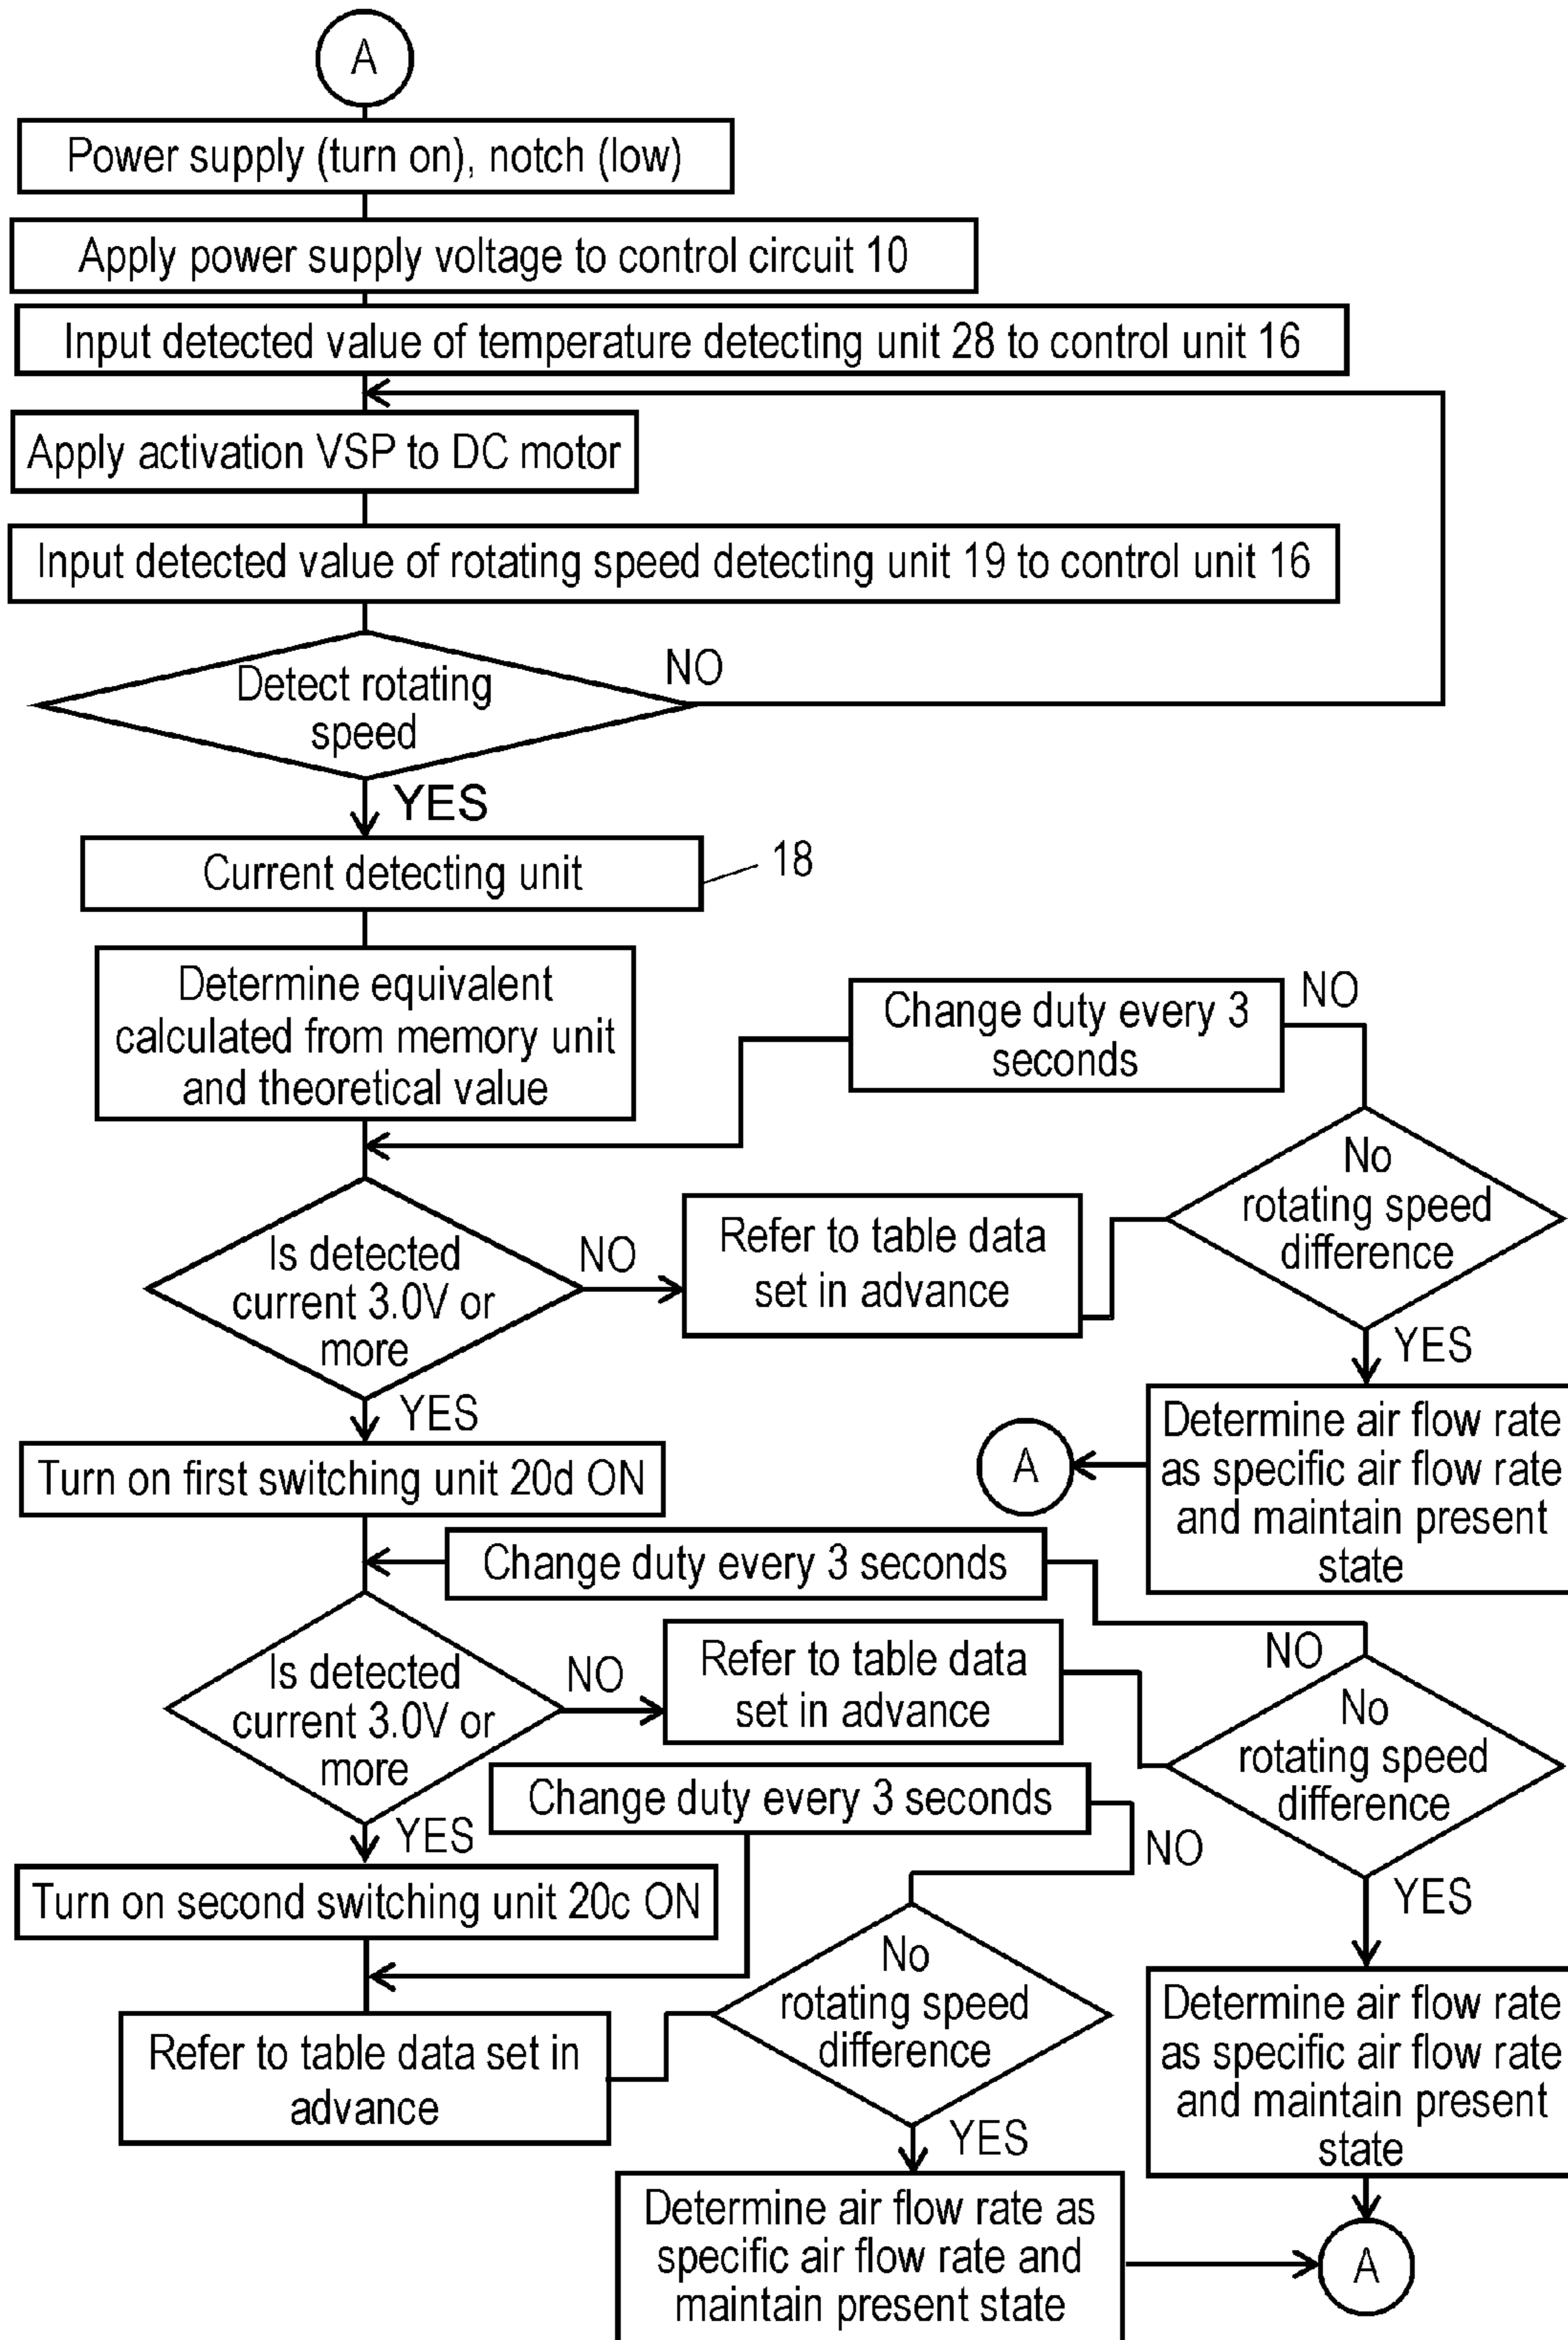 A
Power supply (turn on), notch (low)
Apply power supply voltage to control circuit 10
Input detected value of temperature detecting unit 28 to control unit 16
Apply activation VSP to DC motor
Input detected value of rotating speed detecting unit 19 to control unit 16
Detect rotating
speed
NO
YES
Current detecting unit
18
Determine equivalent
calculated from memory unit
and theoretical value
Change duty every 3
seconds
NO
No
rotating speed
difference
Is detected
current 3.0V or
more
NO
Refer to table data
set in advance
YES
YES
Determine air flow rate
as specific air flow rate
and maintain present
state
A
Turn on first switching unit 20d ON
Change duty every 3 seconds
NO
Is detected
current 3.0V or
more
NO
Refer to table data
set in advance
No
rotating speed
difference
Change duty every 3 seconds
NO
YES
YES
Turn on second switching unit 20c ON
No
rotating speed
difference
Determine air flow rate
as specific air flow rate
and maintain present
state
Refer to table data set in
advance
YES
Determine air flow rate as
specific air flow rate and
maintain present state
A